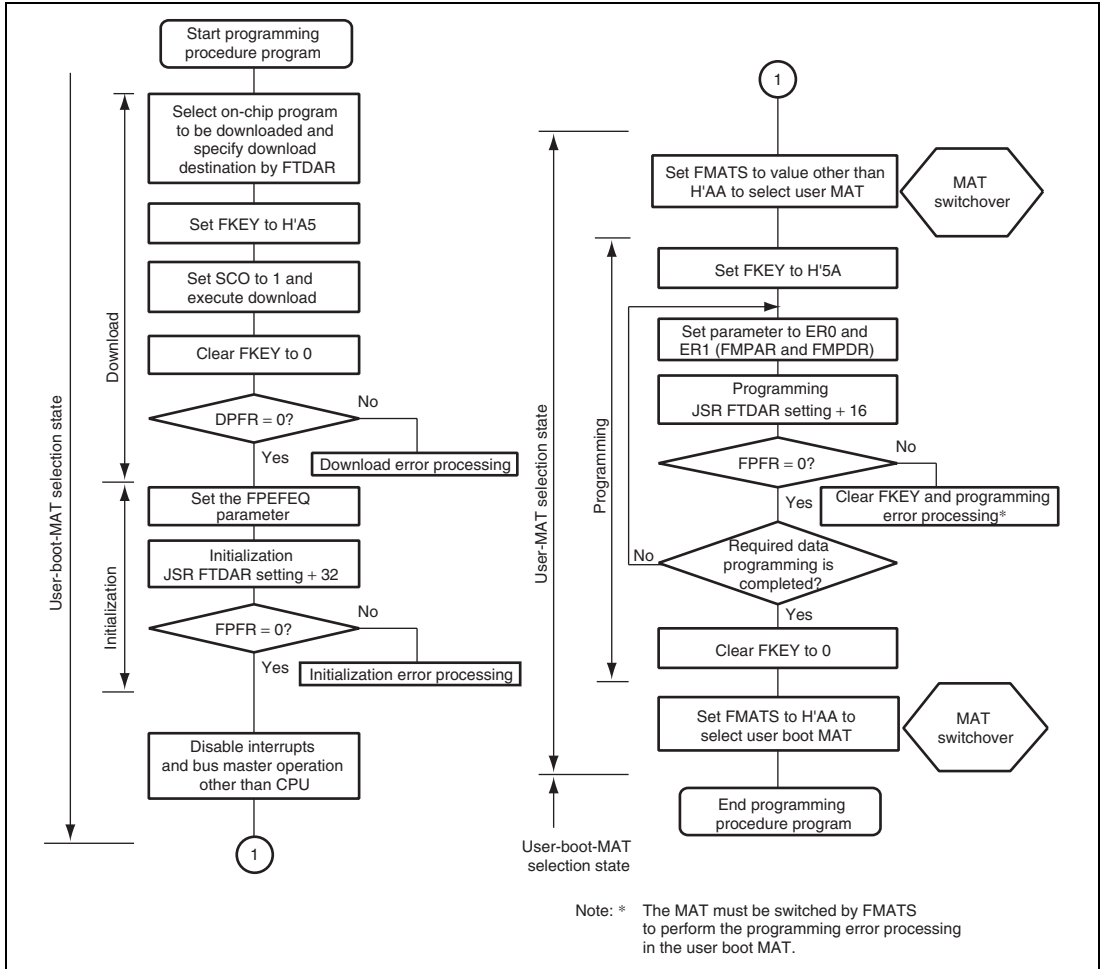 Start programming
procedure program
Select on-chip program
to be downloaded and
specify download
destination by FTDAR
Set FKEY to H'A5
Set SCO to 1 and
execute download
Clear FKEY to 0
DPFR = 0?
No
Yes
Download error processing
Set the FPEFEQ
parameter
Initialization
JSR FTDAR setting + 32
FPFR = 0?
No
Yes
Initialization error processing
Disable interrupts
and bus master operation
other than CPU
1
Download
Initialization
User-boot-MAT selection state
1
Set FMATS to value other than
H'AA to select user MAT
MAT
switchover
Set FKEY to H'5A
Set parameter to ER0 and
ER1 (FMPAR and FMPDR)
Programming
JSR FTDAR setting + 16
FPFR = 0?
No
Yes
Clear FKEY and programming
error processing*
Required data
programming is
completed?
No
Yes
Clear FKEY to 0
Set FMATS to H'AA to
select user boot MAT
MAT
switchover
End programming
procedure program
Programming
User-MAT selection state
User-boot-MAT
selection state
Note: * The MAT must be switched by FMATS
to perform the programming error processing
in the user boot MAT.